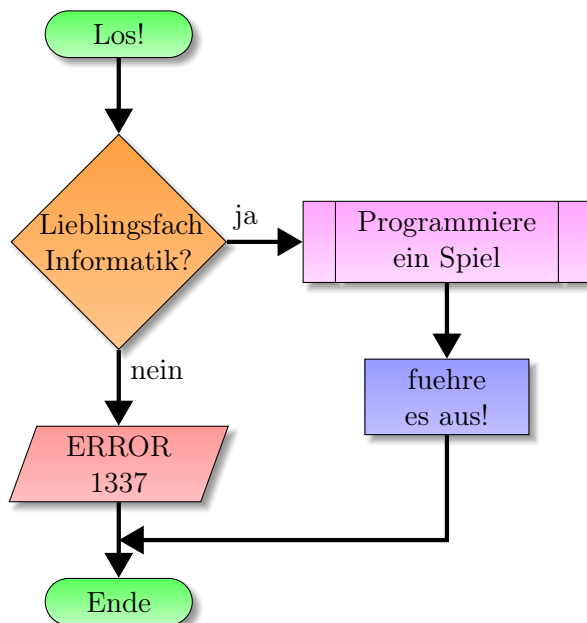 Los!
Lieblingsfach
Informatik?
ja
Programmiere
ein Spiel
nein
fuehre
es aus!
ERROR
1337
Ende